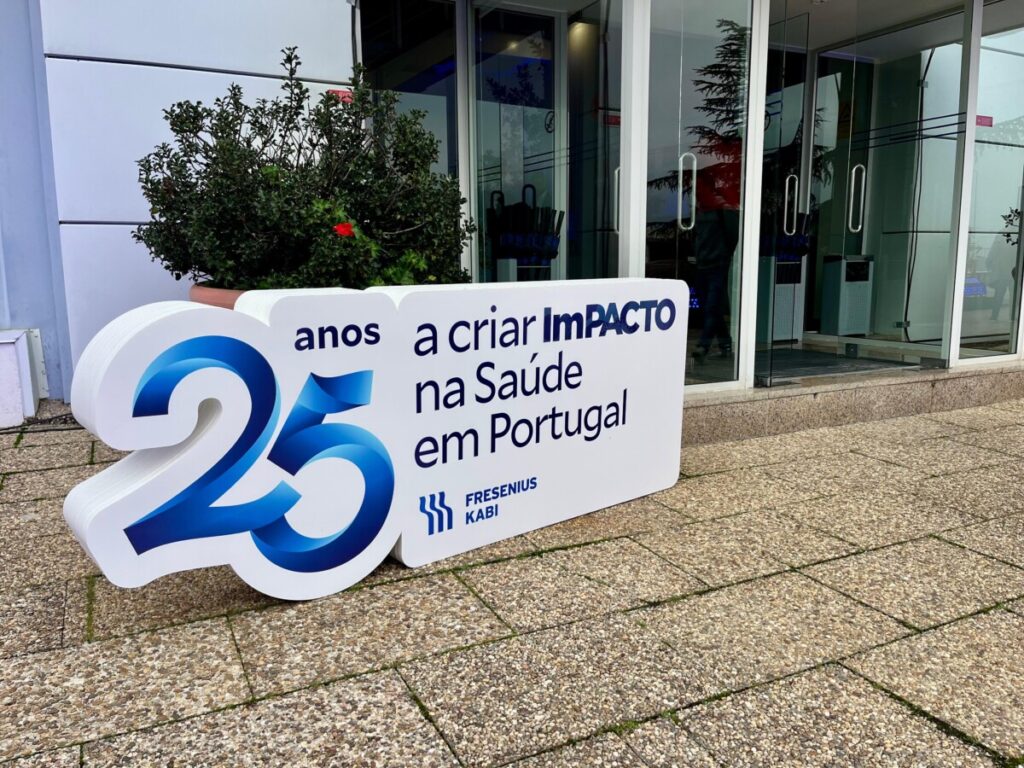 25 anos
a criar ImPACTO
na Saúde
em Portugal
FRESENIUS
KABI